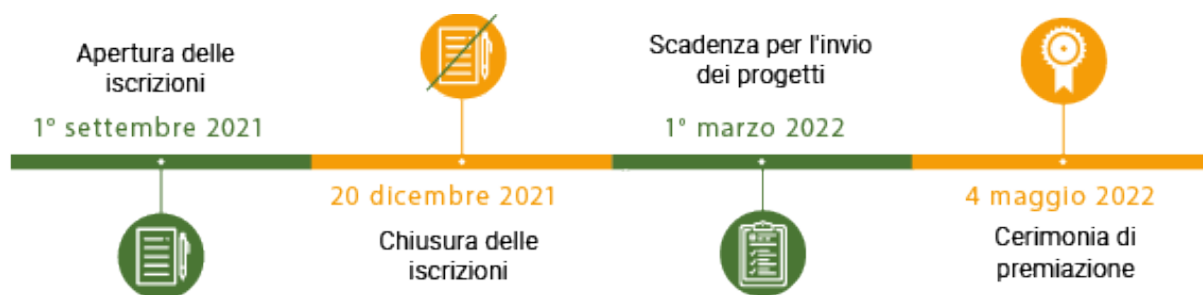 Apertura delle
iscrizioni
1° settembre 2021
20 dicembre 2021
Chiusura delle
iscrizioni
Scadenza per l'invio
dei progetti
1° marzo 2022
4 maggio 2022
Cerimonia di
premiazione